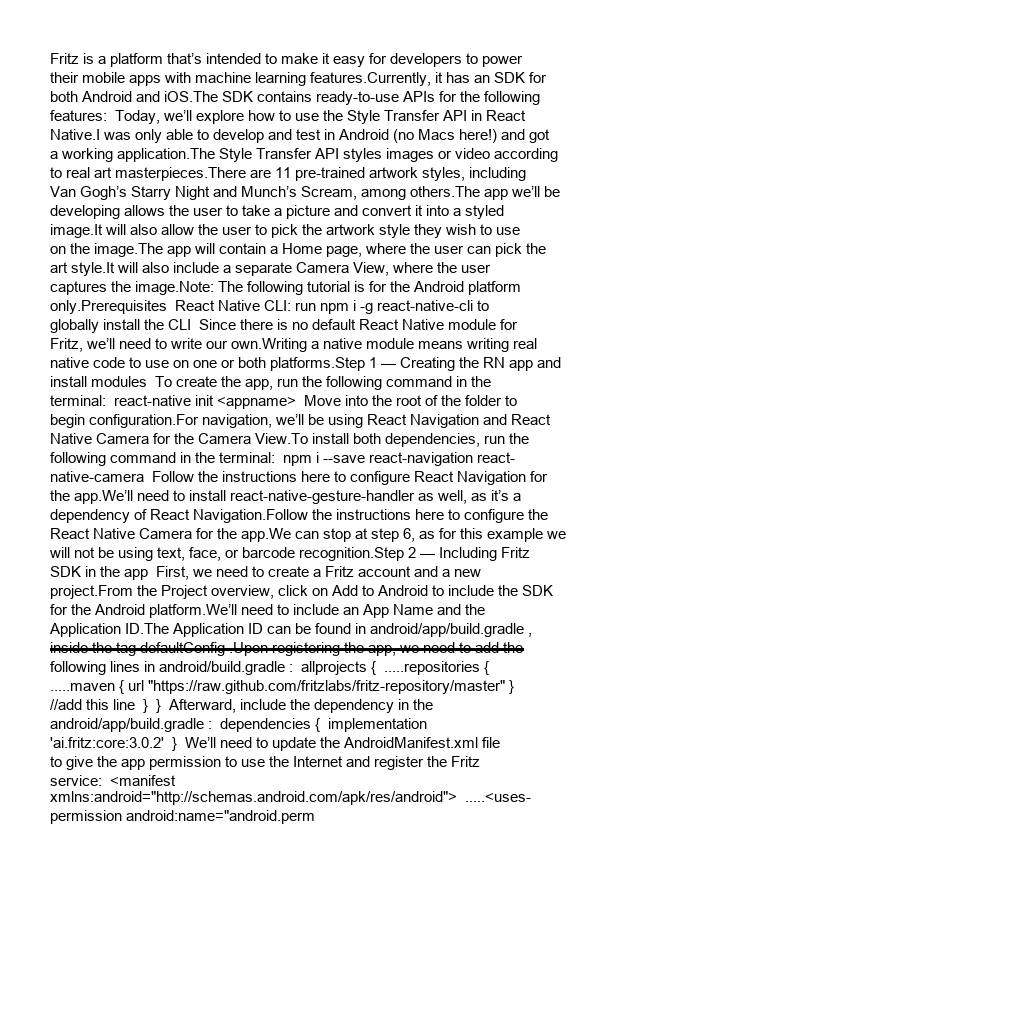 Fritz is a platform that’s intended to make it easy for developers to power
their mobile apps with machine learning features.Currently, it has an SDK for
both Android and iOS.The SDK contains ready-to-use APIs for the following
features:  Today, we’ll explore how to use the Style Transfer API in React
Native.I was only able to develop and test in Android (no Macs here!) and got
a working application.The Style Transfer API styles images or video according
to real art masterpieces.There are 11 pre-trained artwork styles, including
Van Gogh’s Starry Night and Munch’s Scream, among others.The app we’ll be
developing allows the user to take a picture and convert it into a styled
image.It will also allow the user to pick the artwork style they wish to use
on the image.The app will contain a Home page, where the user can pick the
art style.It will also include a separate Camera View, where the user
captures the image.Note: The following tutorial is for the Android platform
only.Prerequisites  React Native CLI: run npm i -g react-native-cli to
globally install the CLI  Since there is no default React Native module for
Fritz, we’ll need to write our own.Writing a native module means writing real
native code to use on one or both platforms.Step 1 — Creating the RN app and
install modules  To create the app, run the following command in the
terminal:  react-native init <appname>  Move into the root of the folder to
begin configuration.For navigation, we’ll be using React Navigation and React
Native Camera for the Camera View.To install both dependencies, run the
following command in the terminal:  npm i --save react-navigation react-
native-camera  Follow the instructions here to configure React Navigation for
the app.We’ll need to install react-native-gesture-handler as well, as it’s a
dependency of React Navigation.Follow the instructions here to configure the
React Native Camera for the app.We can stop at step 6, as for this example we
will not be using text, face, or barcode recognition.Step 2 — Including Fritz
SDK in the app  First, we need to create a Fritz account and a new
project.From the Project overview, click on Add to Android to include the SDK
for the Android platform.We’ll need to include an App Name and the
Application ID.The Application ID can be found in android/app/build.gradle ,
inside the tag defaultConfig .Upon registering the app, we need to add the
following lines in android/build.gradle :  allprojects {  .....repositories {
.....maven { url "https://raw.github.com/fritzlabs/fritz-repository/master" }
//add this line  }  }  Afterward, include the dependency in the
android/app/build.gradle :  dependencies {  implementation
'ai.fritz:core:3.0.2'  }  We’ll need to update the AndroidManifest.xml file
to give the app permission to use the Internet and register the Fritz
service:  <manifest
xmlns:android="http://schemas.android.com/apk/res/android">  .....<uses-
permission android:name="android.perm